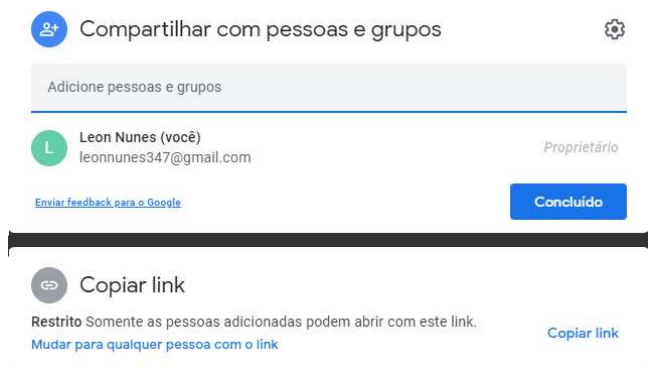 Compartilhar com pessoas e grupos
Adicione pessoas e grupos
L
Leon Nunes (você)
leonnunes347@gmail.com
Proprietário
Enviar feedback para o Google
Concluído
Copiar link
Restrito Somente as pessoas adicionadas podem abrir com este link.
Mudar para qualquer pessoa com o link
Copiar link